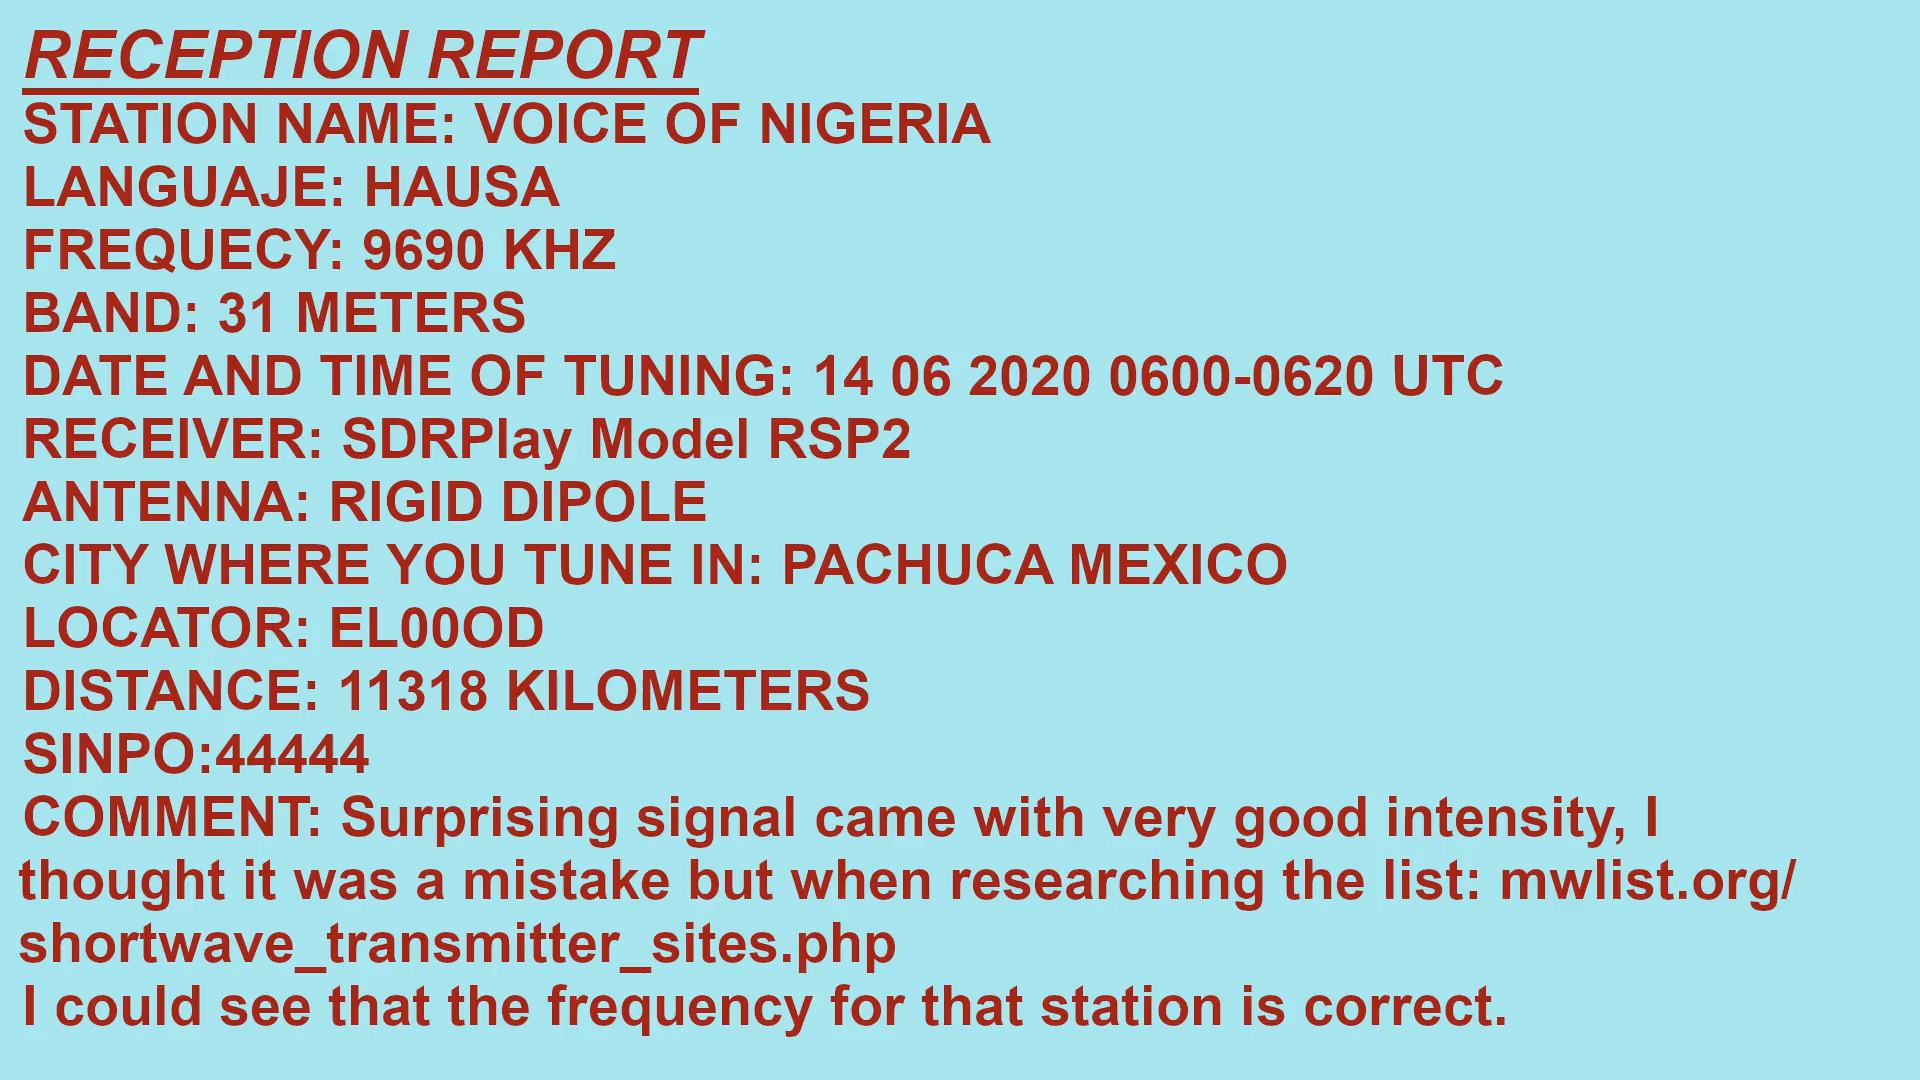 RECEPTION REPORT
STATION NAME: VOICE OF NIGERIA
LANGUAJE: HAUSA
FREQUECY: 9690 KHZ
BAND: 31 METERS
DATE AND TIME OF TUNING: 14 06 2020 0600-0620 UTC
RECEIVER: SDRPlay Model RSP2
ANTENNA: RIGID DIPOLE
CITY WHERE YOU TUNE IN: PACHUCA MEXICO
LOCATOR: EL00OD
DISTANCE: 11318 KILOMETERS
SINPO:44444
COMMENT: Surprising signal came with very good intensity, I
thought it was a mistake but when researching the list: mwlist.org/
shortwave_transmitter_sites.php
I could see that the frequency for that station is correct.